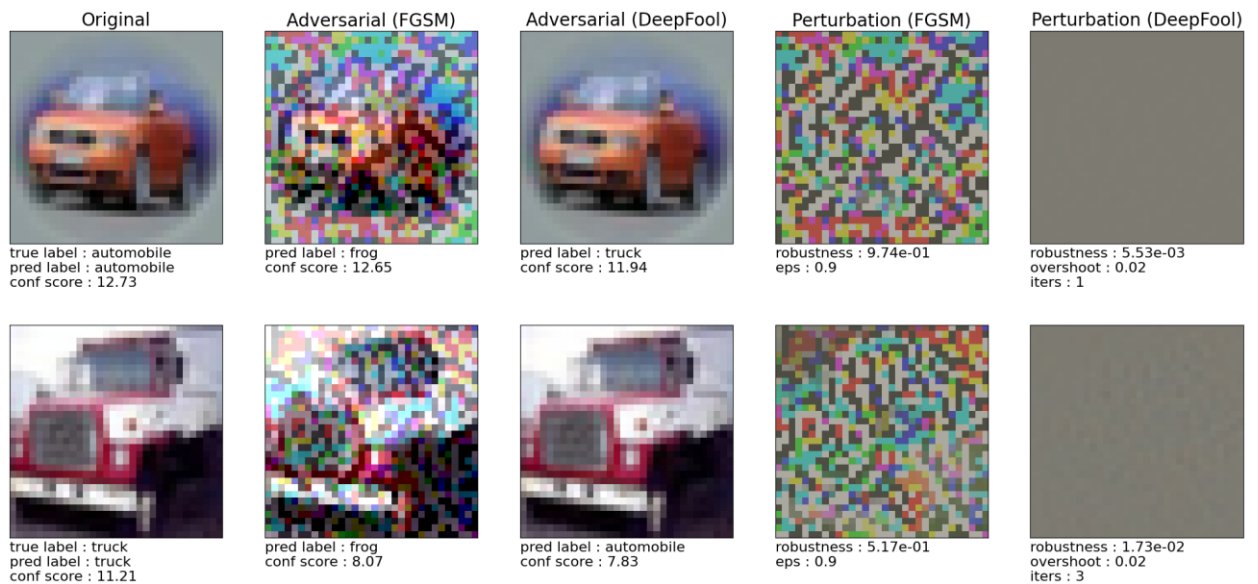 Original
Adversarial (FGSM)
Adversarial (DeepFool)
Perturbation (FGSM)
Perturbation (DeepFool)
true label : automobile
pred label : automobile
conf score : 12.73
pred label : frog
conf score : 12.65
pred label : truck
conf score : 11.94
robustness : 9.74e-01
eps : 0.9
robustness : 5.53e-03
overshoot : 0.02
iters : 1
true label : truck
pred label : truck
conf score : 11.21
pred label : frog
conf score : 8.07
pred label : automobile
conf score : 7.83
robustness : 5.17e-01
eps : 0.9
robustness : 1.73e-02
overshoot : 0.02
iters : 3